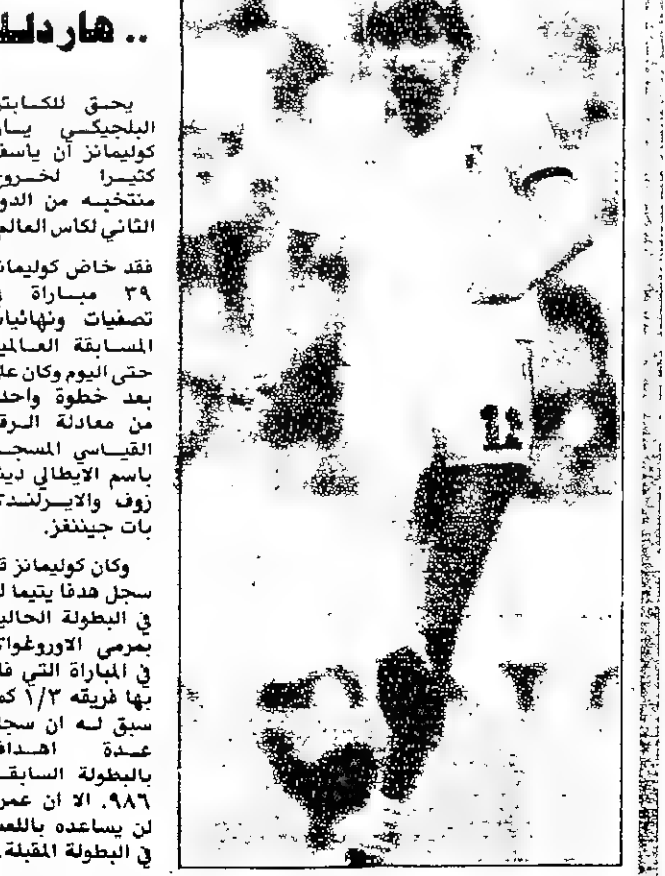 .. هاردلـ
يحق للكابتن
البلجيكي يان
كوليمانز ان ياسف
كثيرا لخروج
منتخبه من الدور
الثاني لكاس العالم
فقد خاض كوليمانز
٣٩ مباراة
تصفيات ونهائيات
المسابقة العالمية
حتى اليوم وكان على
بعد خطوة واحدة
من معادلة الرقم
القياسي المسجل
باسم الايطالي دينو
زوف والايرلندي
بات جيننغز.
وكان كوليمانز قد
سجل هدفا يتيما له
في البطولة الحالية
بمرمى الاوروغواي
في المباراة التي فاز
بها فريقه ١/٣ كما
سبق له ان سجل
عدة اهداف
بالبطولة السابقة
٩٨٦. الا ان عمره
لن يساعده باللعب
في البطولة المقبلة.